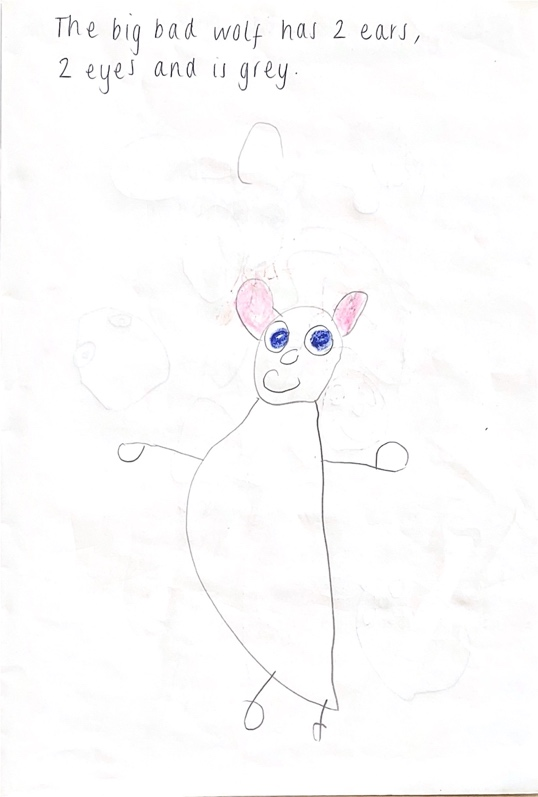 The big bad wolf has 2 ears,
2 eyes and is grey.